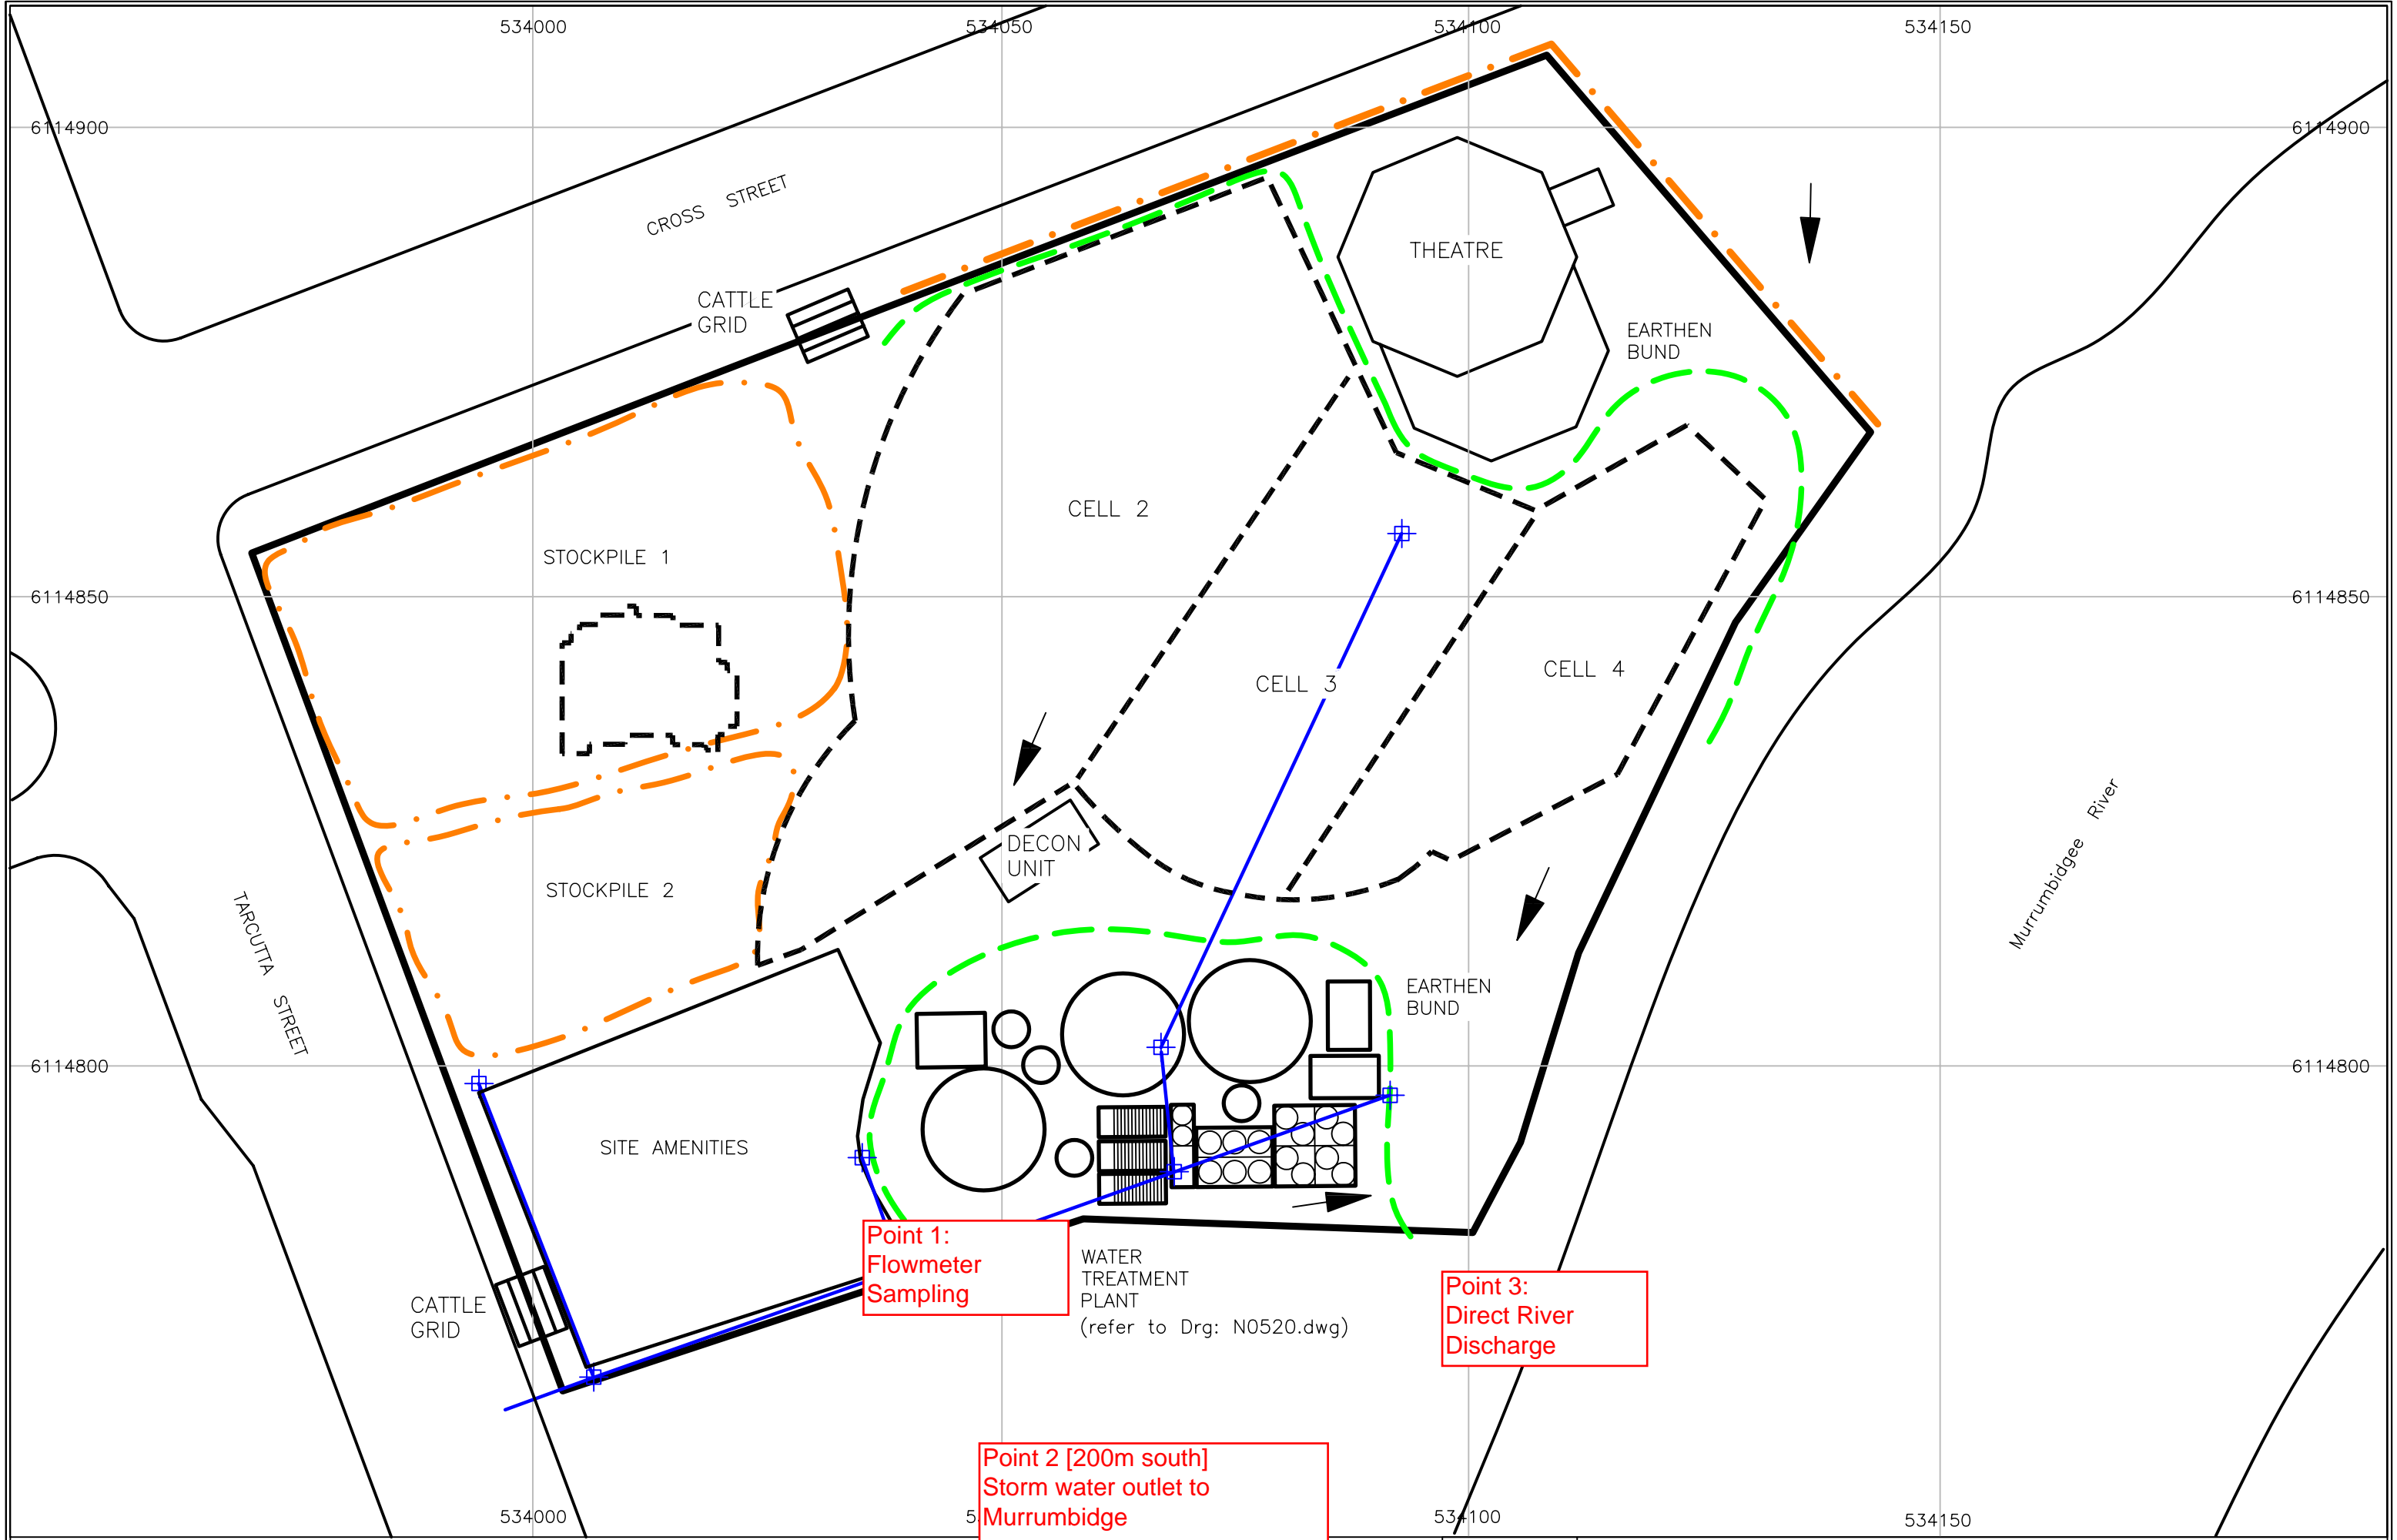 534000
534050
534100
534150
6114900
6114900
CROSS STREET
THEATRE
CATTLE
GRID
EARTHEN
BUND
CELL 2
STOCKPILE 1
6114850
6114850
CELL 3
CELL 4
DECON
UNIT
STOCKPILE 2
TARCUTTA STREET
Murrumbidgee River
EARTHEN
BUND
6114800
6114800
SITE AMENITIES
Point 1:
Flowmeter
Sampling
WATER
TREATMENT
PLANT
(refer to Drg: N0520.dwg)
Point 3:
Direct River
Discharge
CATTLE
GRID
Point 2 [200m south]
Storm water outlet to
Murrumbidge
534000
534100
534150